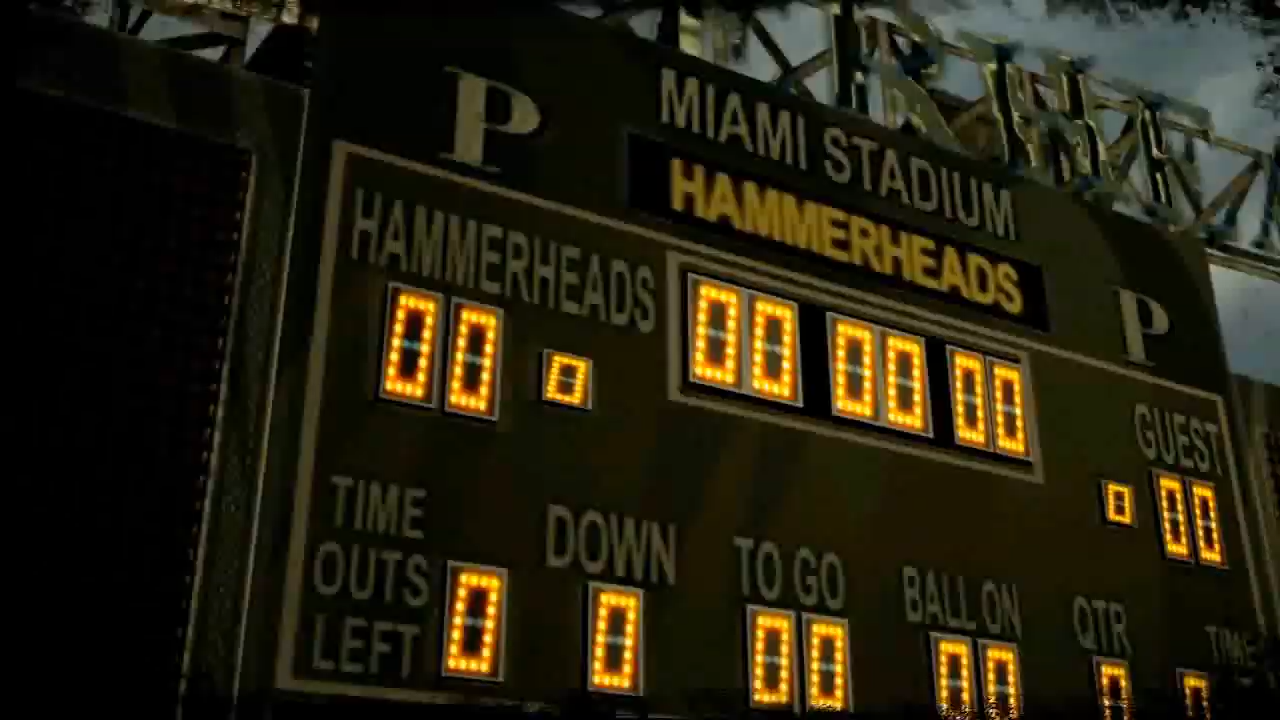 P
MIAMI STADIUM
HAMMERHEADS
HAMMERHEADS
00 0
00 00 00
P
GUEST
0 00
TIME OUTS LEFT
0
DOWN
0
TO GO
00
BALL ON
00
QTR
0
TIME
0